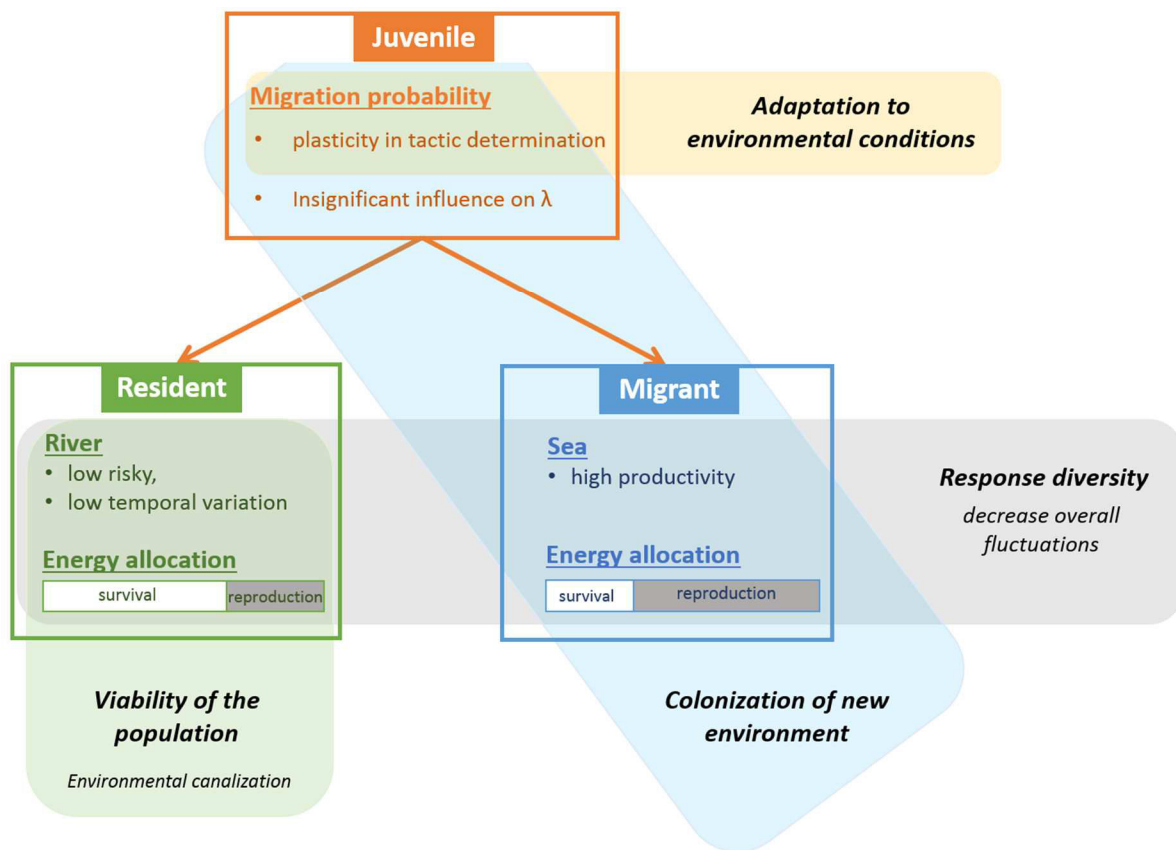 Juvenile
Migration probability
• plasticity in tactic determination
• Insignificant influence on λ
Adaptation to
environmental conditions
Resident
River
• low risky,
• low temporal variation
Energy allocation
survival
reproduction
Migrant
Sea
• high productivity
Energy allocation
survival
reproduction
Response diversity
decrease overall
fluctuations
Viability of the
population
Environmental canalization
Colonization of new
environment